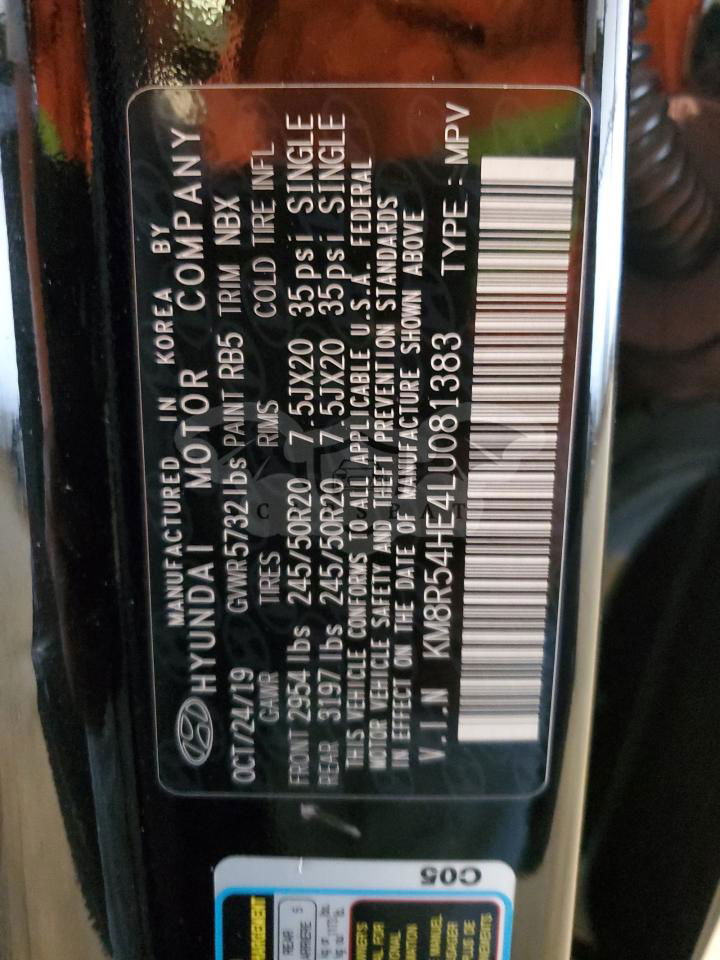 MANUFACTURED IN KOREA BY
HYUNDAI MOTOR COMPANY
OCT/24/19 GVWR5732lbs PAINT RB5 TRIM NBX
GAWR TIRES RIMS COLD TIRE INFL
FRONT 2954 lbs 245/50R20 7.5JX20 35psi SINGLE
REAR 3197 lbs 245/50R20 7.5JX20 35psi SINGLE
THIS VEHICLE CONFORMS TO ALL APPLICABLE U.S.A. FEDERAL
MOTOR VEHICLE SAFETY AND THEFT PREVENTION STANDARDS
IN EFFECT ON THE DATE OF MANUFACTURE SHOWN ABOVE
V.I.N KM8R54HE4LU081383 TYPE : MPV
C05
REAR 5